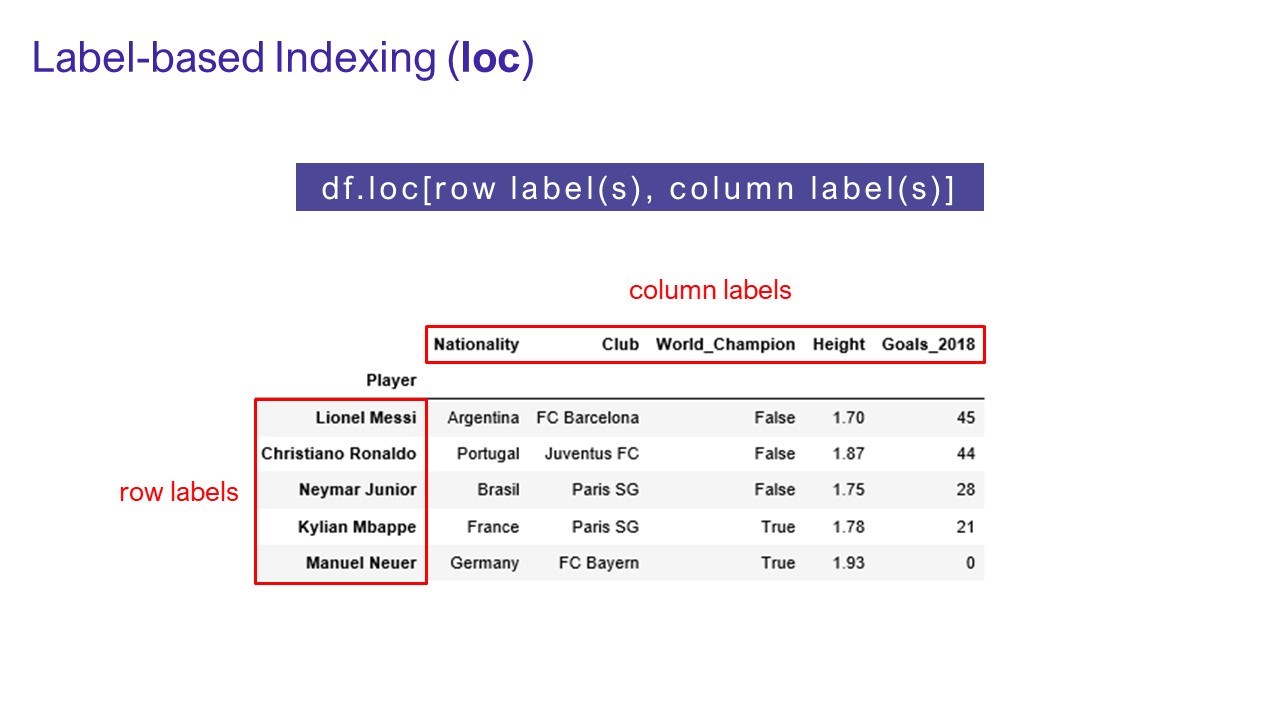 Label-based Indexing (loc)
df.loc[row label(s), column label(s)]
column labels
Nationality Club World_Champion Height Goals_2018
Player
Lionel Messi Argentina FC Barcelona False 1.70 45
Christiano Ronaldo Portugal Juventus FC False 1.87 44
row labels
Neymar Junior Brasil Paris SG False 1.75 28
Kylian Mbappe France Paris SG True 1.78 21
Manuel Neuer Germany FC Bayern True 1.93 0